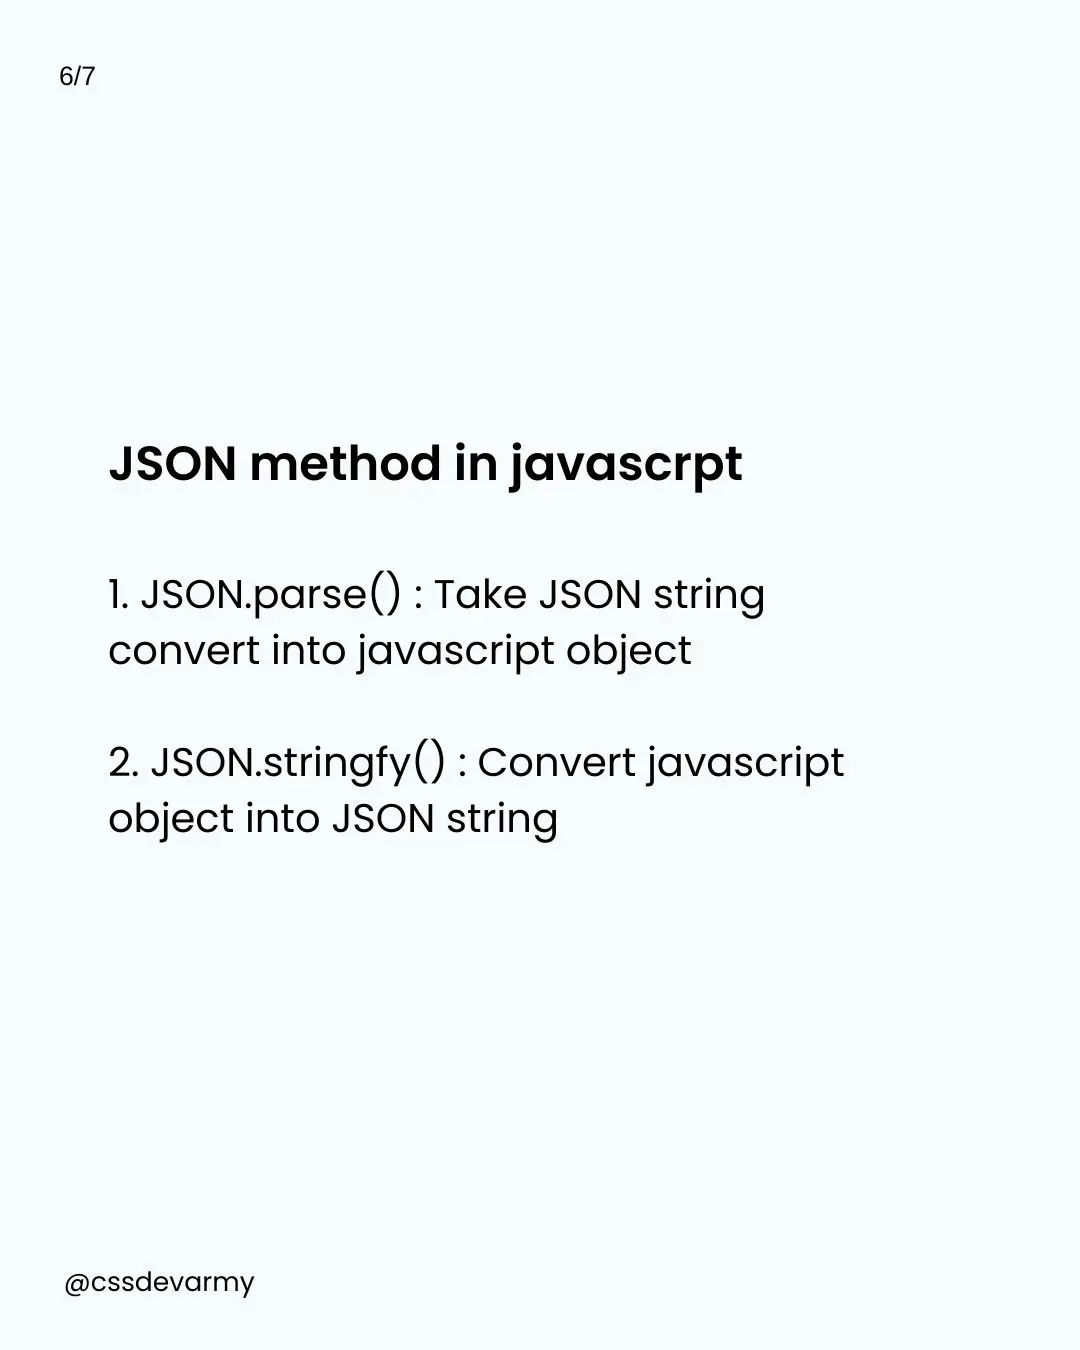 6/7
JSON method in javascrpt
1. JSON.parse() : Take JSON string
convert into javascript object
2. JSON.stringfy() : Convert javascript
object into JSON string
@cssdevarmy